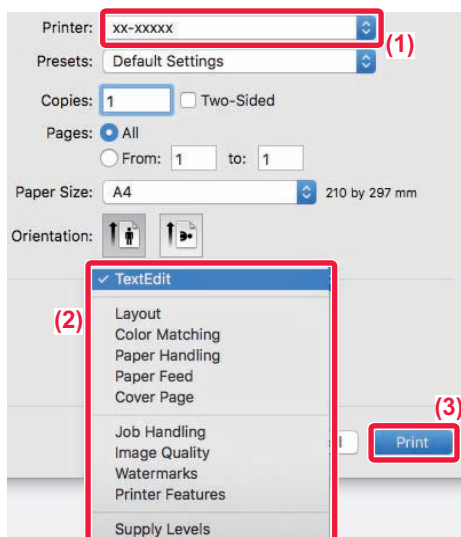 Printer: xx-xxxxx
(1)
Presets: Default Settings
Copies: 1 Two-Sided
Pages: All
From: 1 to: 1
Paper Size: A4 210 by 297 mm
Orientation:
✓ TextEdit
(2)
Layout
Color Matching
Paper Handling
Paper Feed
Cover Page
(3)
Job Handling
Image Quality
Watermarks
Printer Features
Print
Supply Levels